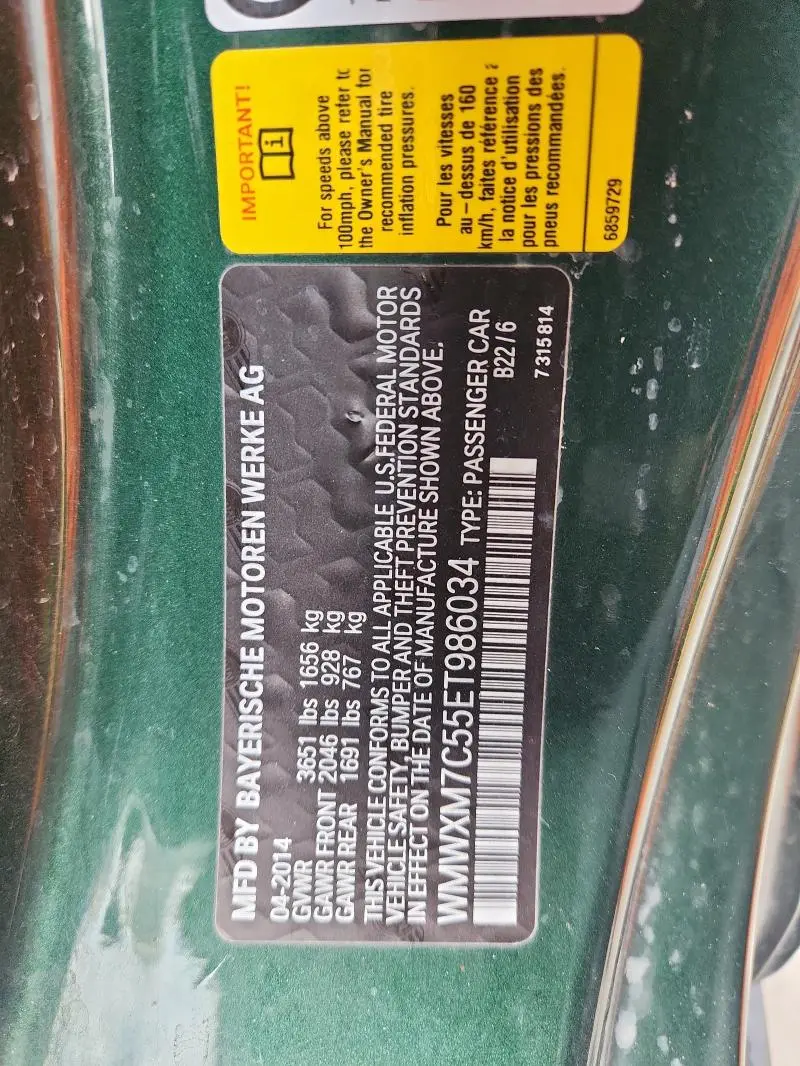 IMPORTANT!
For speeds above
100mph, please refer to
the Owner's Manual for
recommended tire
inflation pressures.
Pour les vitesses
au – dessus de 160
km/h, faites référence à
la notice d'utilisation
pour les pressions des
pneus recommandées.
6859729
MFD BY BAYERISCHE MOTOREN WERKE AG
04-2014
GVWR 3651 lbs 1656 kg
GAWR FRONT 2046 lbs 928 kg
GAWR REAR 1691 lbs 767 kg
THIS VEHICLE CONFORMS TO ALL APPLICABLE U.S.FEDERAL MOTOR
VEHICLE SAFETY, BUMPER AND THEFT PREVENTION STANDARDS
IN EFFECT ON THE DATE OF MANUFACTURE SHOWN ABOVE.
WMWXM7C55ET986034 TYPE: PASSENGER CAR
B22/6
7315814